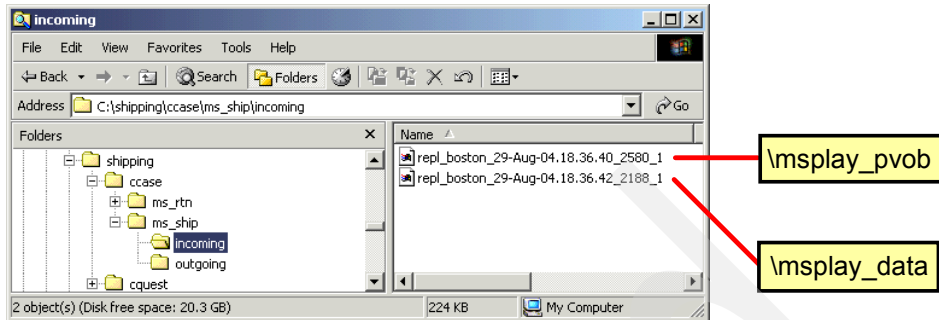 incoming
File Edit View Favorites Tools Help
Back Search Folders
Address C:\shipping\ccase\ms_ship\incoming Go
Folders
Name
shipping
ccase
ms_rtn
ms_ship
incoming
outgoing
cquest
repl_boston_29-Aug-04.18.36.40_2580_1
repl_boston_29-Aug-04.18.36.42_2188_1
\msplay_pvob
\msplay_data
2 object(s) (Disk free space: 20.3 GB) 224 KB My Computer